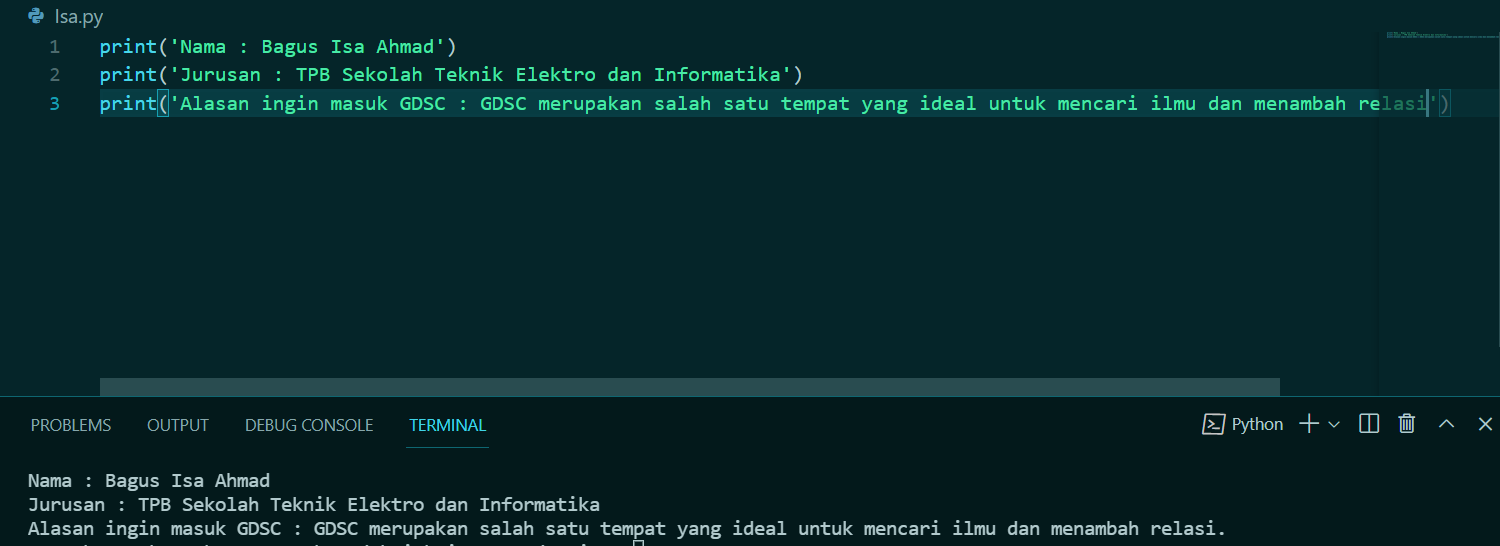 Isa.py
1 print('Nama : Bagus Isa Ahmad')
2 print('Jurusan : TPB Sekolah Teknik Elektro dan Informatika')
3 print('Alasan ingin masuk GDSC : GDSC merupakan salah satu tempat yang ideal untuk mencari ilmu dan menambah relasi')
PROBLEMS OUTPUT DEBUG CONSOLE TERMINAL Python
Nama : Bagus Isa Ahmad
Jurusan : TPB Sekolah Teknik Elektro dan Informatika
Alasan ingin masuk GDSC : GDSC merupakan salah satu tempat yang ideal untuk mencari ilmu dan menambah relasi.